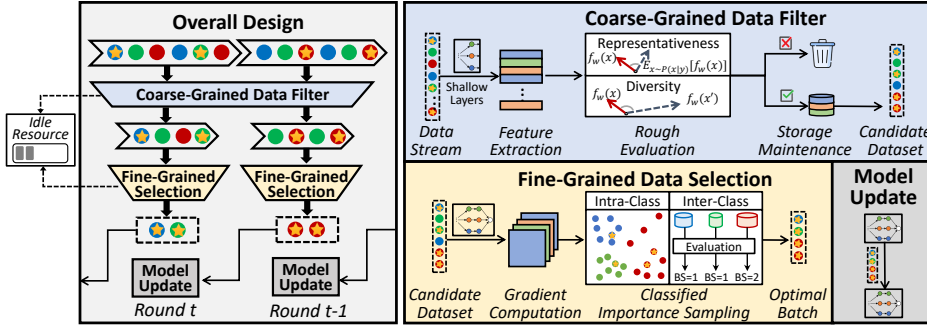 Overall Design
Coarse-Grained Data Filter
Idle
Resource
Fine-Grained
Selection
Fine-Grained
Selection
Model
Update
Model
Update
Round t
Round t-1
Coarse-Grained Data Filter
Shallow
Layers
Representativeness
f_w(x)
E_{x~P(x|y)}[f_w(x)]
Diversity
f_w(x)
f_w(x')
Data
Stream
Feature
Extraction
Rough
Evaluation
Storage
Maintenance
Candidate
Dataset
Fine-Grained Data Selection
Intra-Class
Inter-Class
Evaluation
BS=1 BS=1 BS=2
Candidate
Dataset
Gradient
Computation
Classified
Importance Sampling
Optimal
Batch
Model
Update